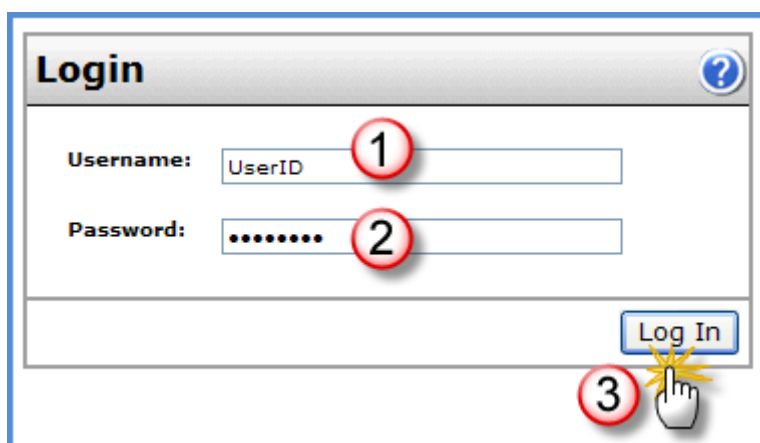 Login ?
Username: UserID 1
Password: •••••••• 2
Log In
3